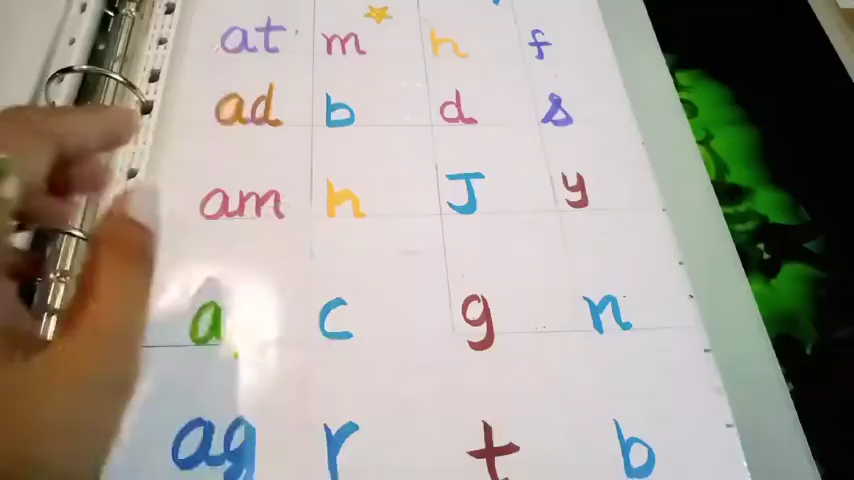 at m h f
ad b d s
am h J y
a c g n
ag r t b